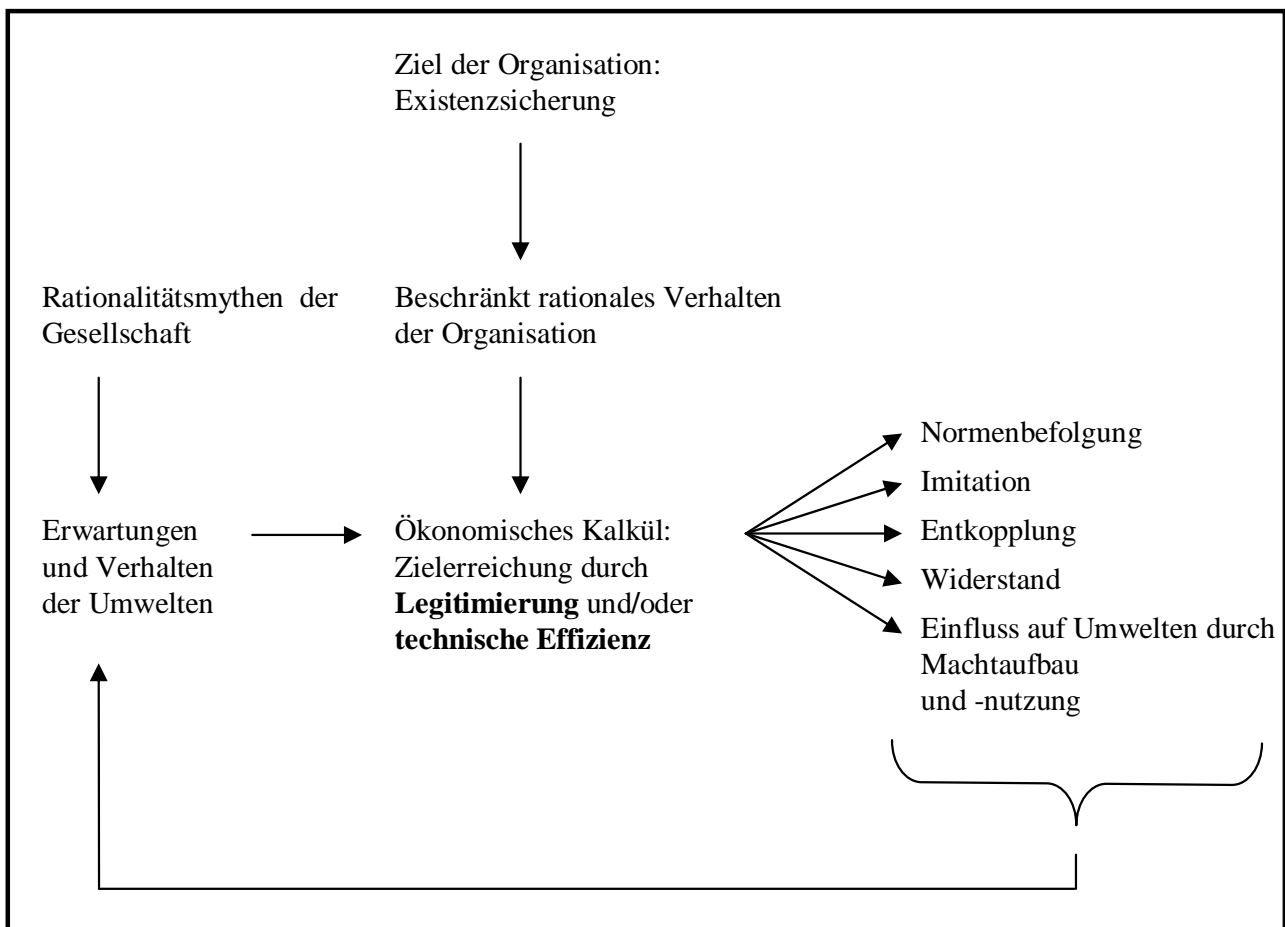 Ziel der Organisation:
Existenzsicherung
Rationalitätsmythen der
Gesellschaft
Beschränkt rationales Verhalten
der Organisation
Erwartungen
und Verhalten
der Umwelten
Ökonomisches Kalkül:
Zielerreichung durch
Legitimierung und/oder
technische Effizienz
Normenbefolgung
Imitation
Entkopplung
Widerstand
Einfluss auf Umwelten durch
Machtaufbau
und -nutzung